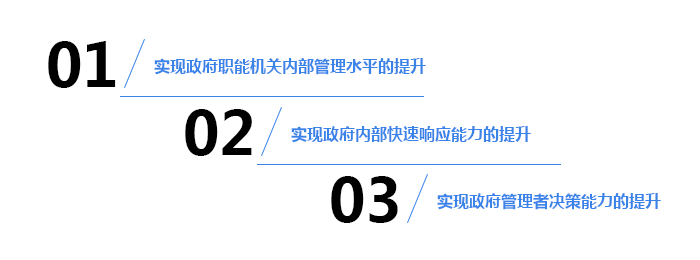 01 实现政府职能机关内部管理水平的提升
02 实现政府内部快速响应能力的提升
03 实现政府管理者决策能力的提升